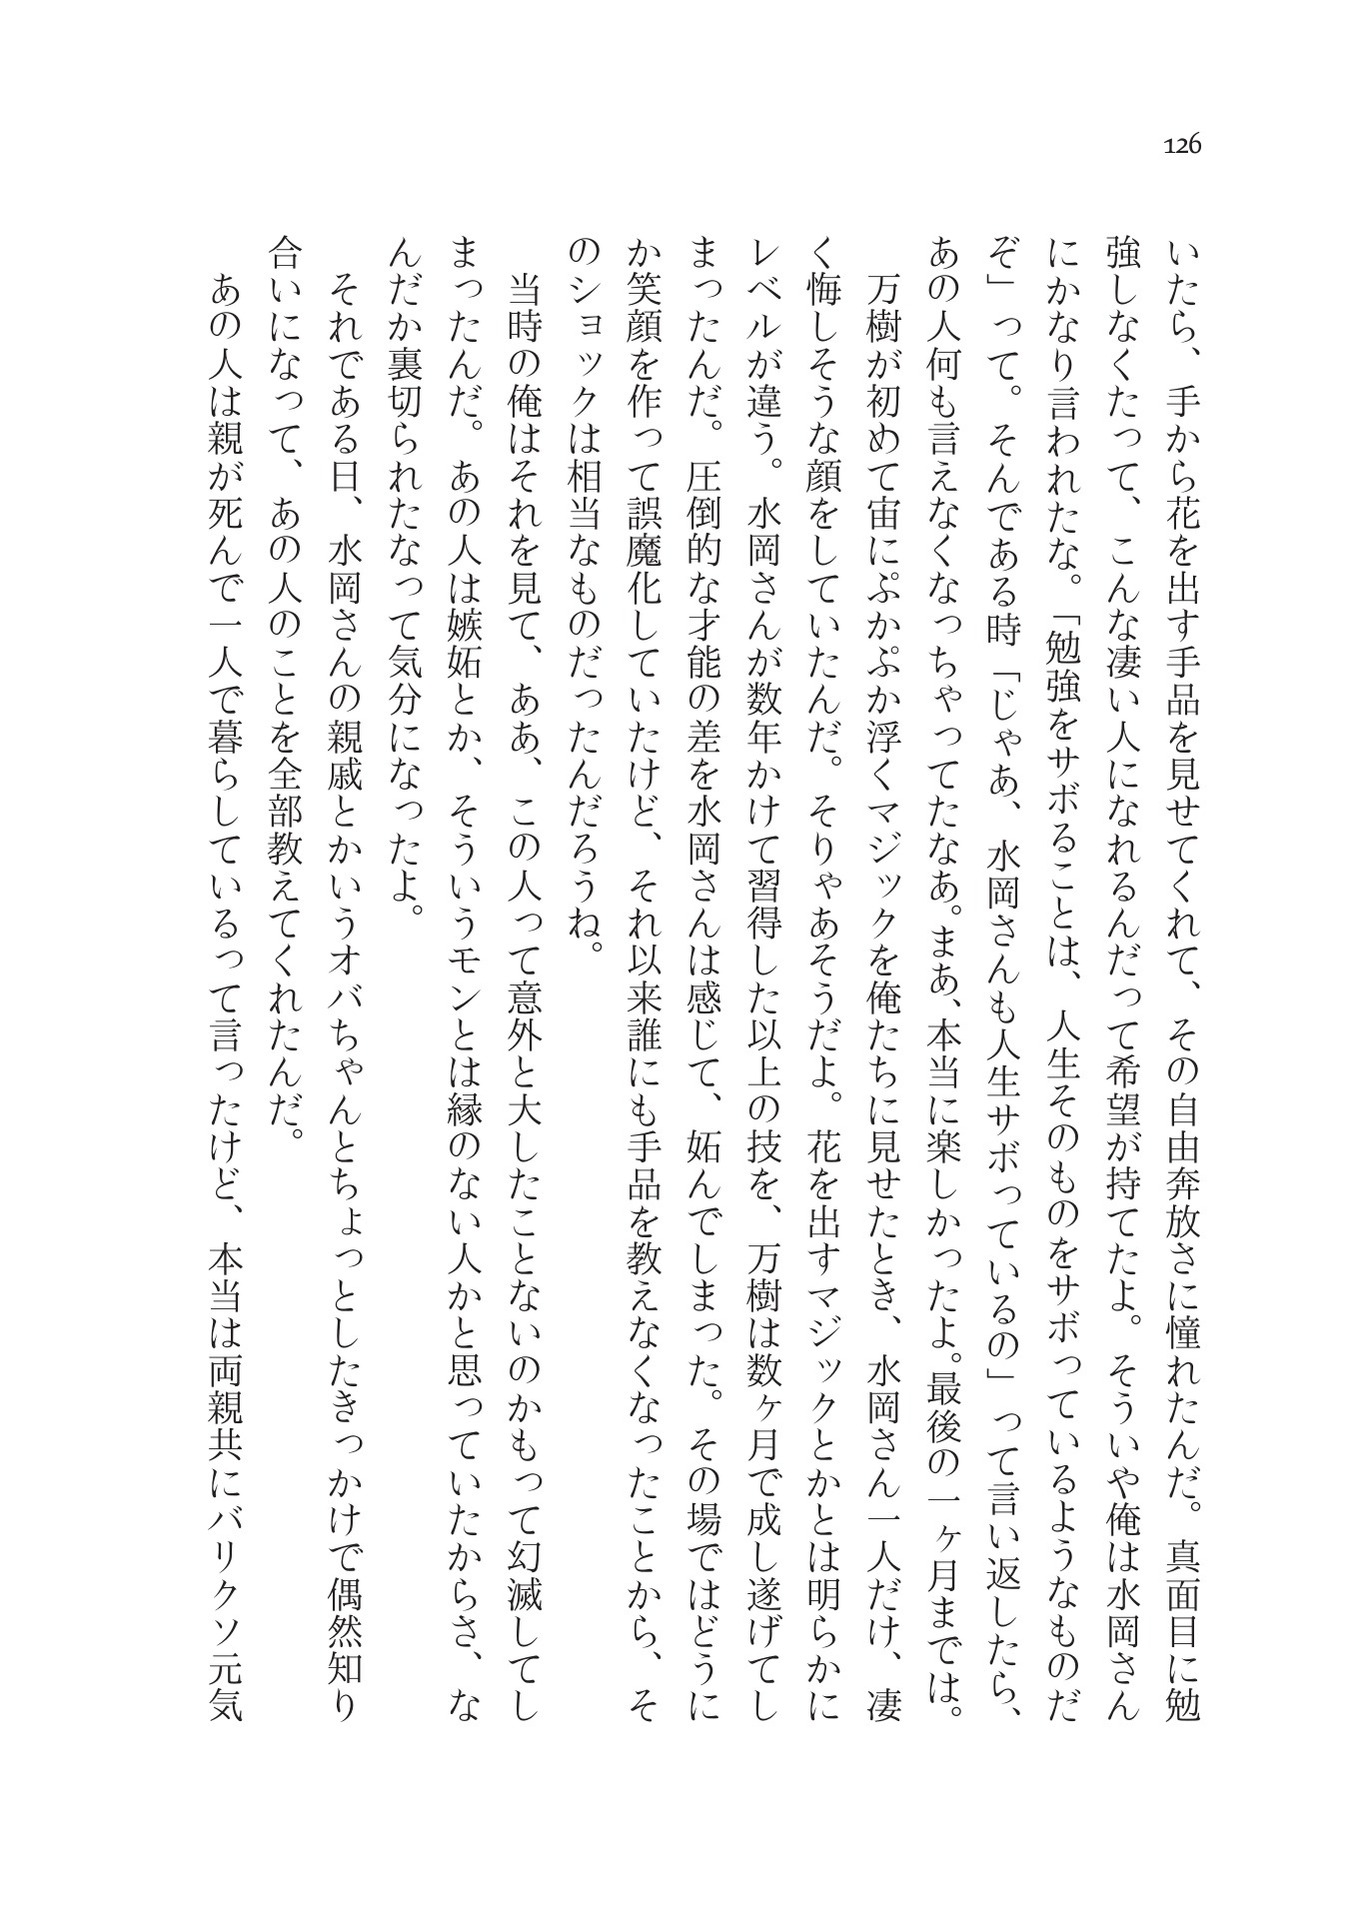 126
いたら、手から花を出す手品を見せてくれて、その自由奔放さに憧れたんだ。真面目に勉
強しなくたって、こんな凄い人になれるんだって希望が持てたよ。そういや俺は水岡さん
にかなり言われたな。「勉強をサボることは、人生そのものをサボっているようなものだ
ぞ」って。そんである時「じゃあ、水岡さんも人生サボっているの」って言い返したら、
あの人何も言えなくなっちゃってたなあ。まあ、本当に楽しかったよ。最後の一ヶ月までは。
　万樹が初めて宙にぷかぷか浮くマジックを俺たちに見せたとき、水岡さん一人だけ、凄
く悔しそうな顔をしていたんだ。そりゃあそうだよ。花を出すマジックとかとは明らかに
レベルが違う。水岡さんが数年かけて習得した以上の技を、万樹は数ヶ月で成し遂げてし
まったんだ。圧倒的な才能の差を水岡さんは感じて、妬んでしまった。その場ではどうに
か笑顔を作って誤魔化していたけど、それ以来誰にも手品を教えなくなったことから、そ
のショックは相当なものだったんだろうね。
　当時の俺はそれを見て、ああ、この人って意外と大したことないのかもって幻滅してし
まったんだ。あの人は嫉妬とか、そういうモンとは縁のない人かと思っていたからさ、な
んだか裏切られたなって気分になったよ。
　それである日、水岡さんの親戚とかいうオバちゃんとちょっとしたきっかけで偶然知り
合いになって、あの人のことを全部教えてくれたんだ。
　あの人は親が死んで一人で暮らしているって言ったけど、本当は両親共にバリクソ元気